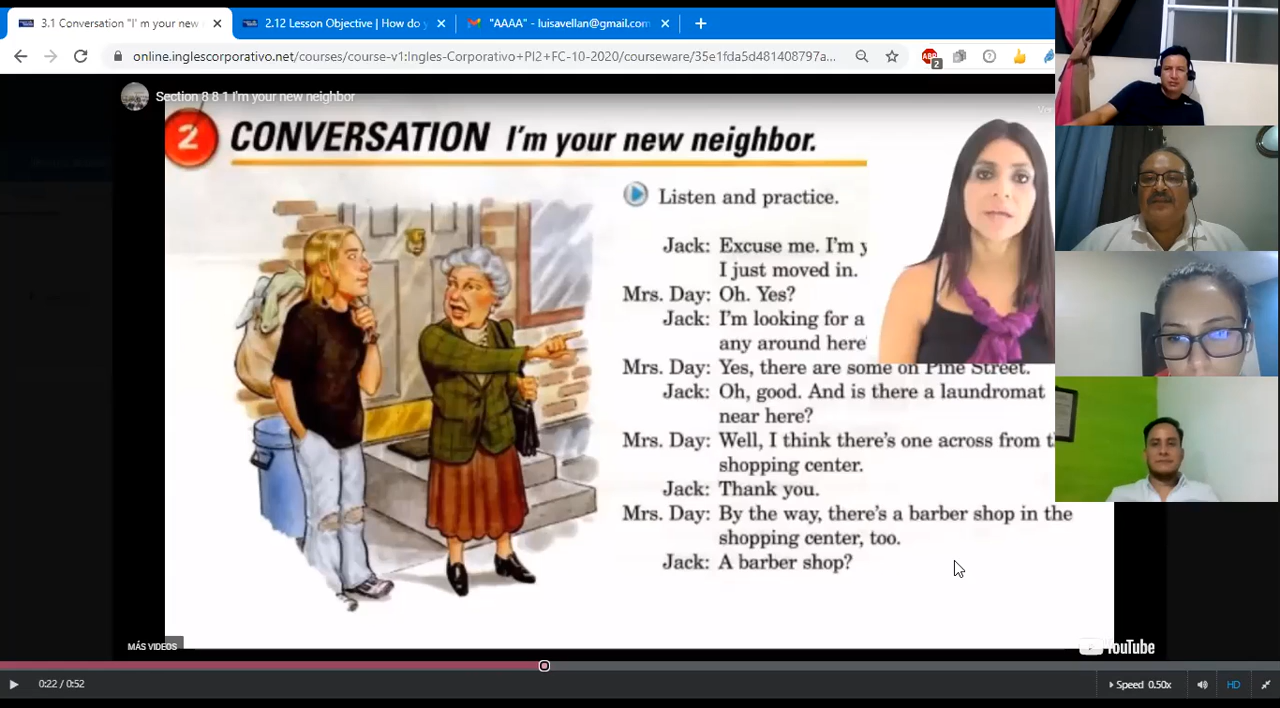 3.1 Conversation "I' m your new
2.12 Lesson Objective | How do
"AAAA" - luisavellan@gmail.com
online.inglescorporativo.net/courses/course-v1:Ingles-Corporativo+PI2+FC-10-2020/courseware/35e1fda5d481408797a...
ABP
2
Section 8 8 1 I'm your new neighbor
2 CONVERSATION I'm your new neighbor.
Listen and practice.
Jack: Excuse me. I'm
I just moved in.
Mrs. Day: Oh. Yes?
Jack: I'm looking for a
any around here
Mrs. Day: Yes, there are some on Pine Street.
Jack: Oh, good. And is there a laundromat
near here?
Mrs. Day: Well, I think there's one across from
shopping center.
Jack: Thank you.
Mrs. Day: By the way, there's a barber shop in the
shopping center, too.
Jack: A barber shop?
MÁS VIDEOS
YouTube
0:22 / 0:52
Speed 0.50x
HD